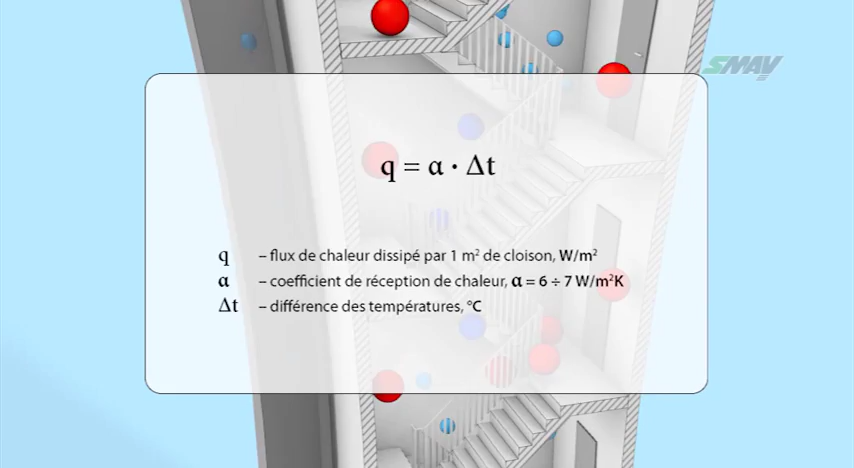 SMAY
q = α · Δt
q – flux de chaleur dissipé par 1 m² de cloison, W/m²
α – coefficient de réception de chaleur, α = 6 ÷ 7 W/m²K
Δt – différence des températures, °C